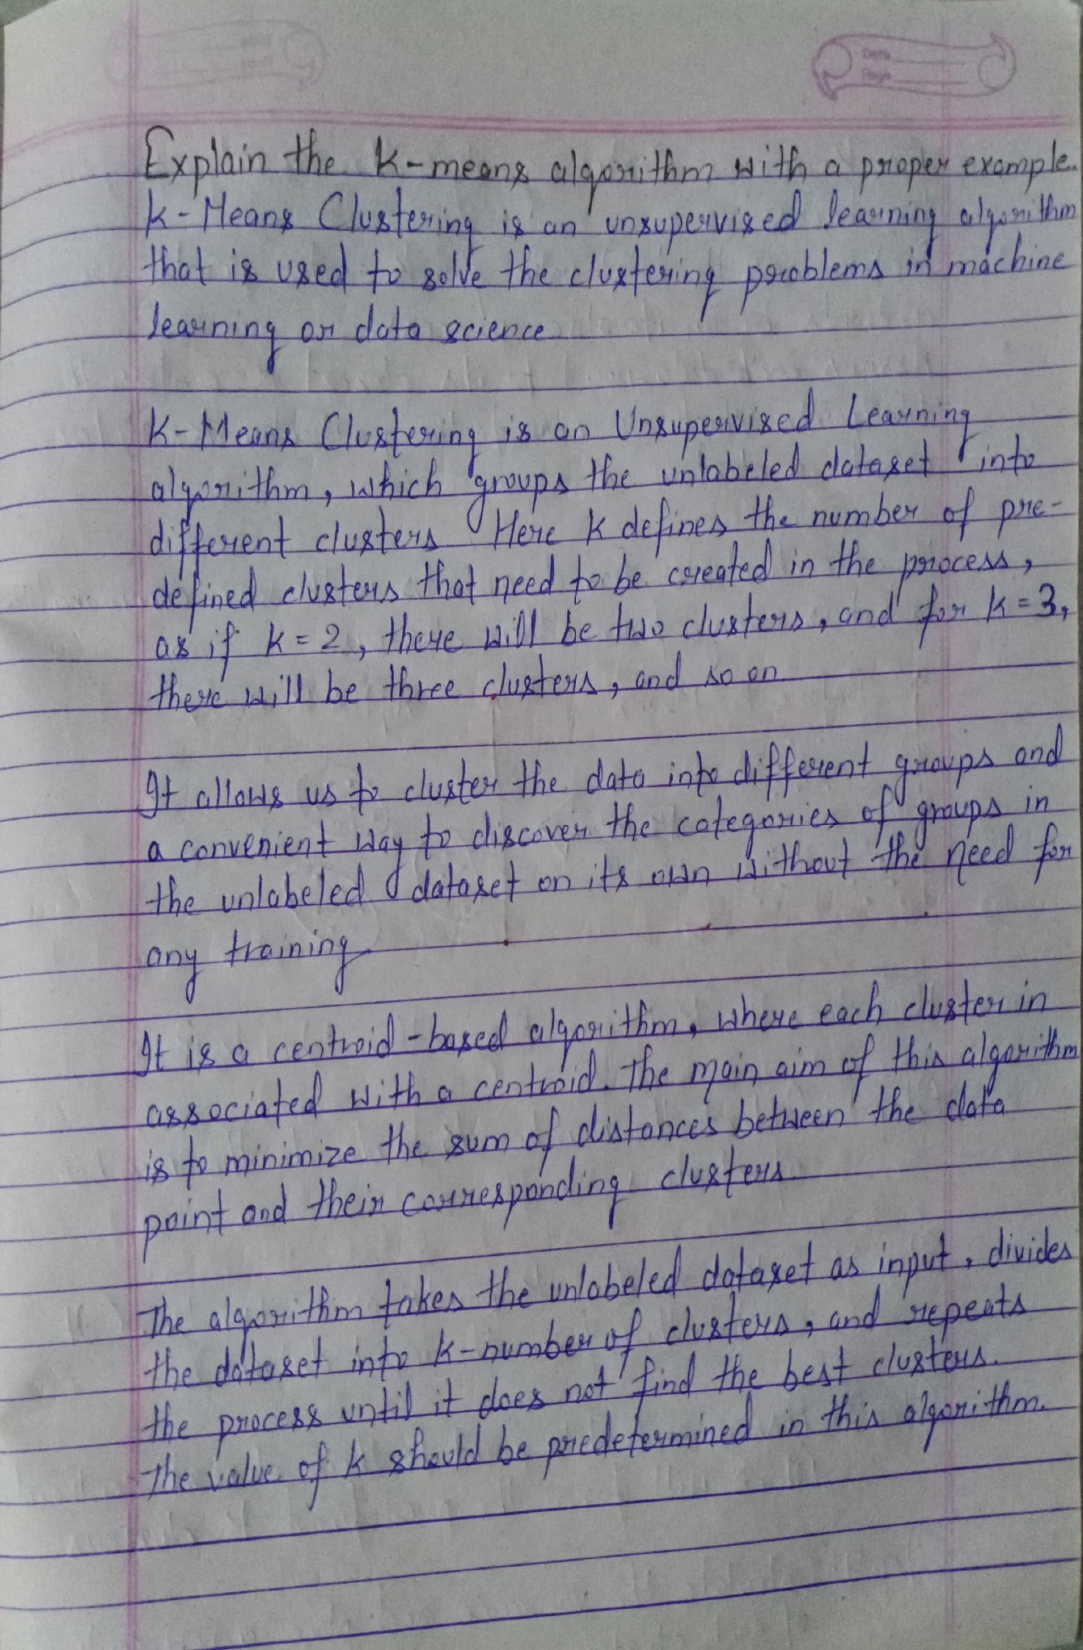 Date
Page
Explain the K-means algorithm with a proper example.
K-Means Clustering is an unsupervised learning algorithm
that is used to solve the clustering problems in machine
learning or data science
K-Means Clustering is an Unsupervised Learning
algorithm, which groups the unlabeled dataset into
different clusters Here K defines the number of pre-
defined clusters that need to be created in the process,
as if K=2, there will be two clusters, and for K=3,
there will be three clusters, and so on
It allows us to cluster the data into different groups and
a convenient way to discover the categories of groups in
the unlabeled dataset on its own without the need for
any training
It is a centroid-based algorithm, where each cluster in
associated with a centroid. The main aim of this algorithm
is to minimize the sum of distances between the data
point and their corresponding clusters.
The algorithm takes the unlabeled dataset as input, divides
the dataset into K-number of clusters, and repeats
the process until it does not find the best clusters.
The value of K should be predetermined in this algorithm.